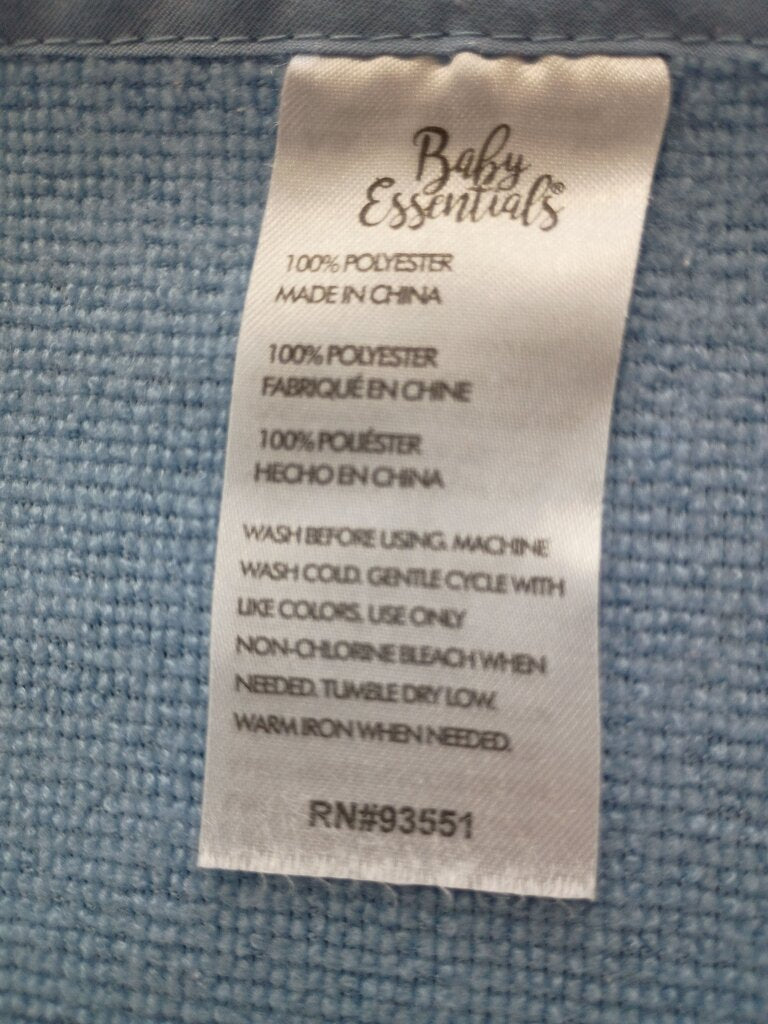 Baby
Essentials®
100% POLYESTER
MADE IN CHINA
100% POLYESTER
FABRIQUÉ EN CHINE
100% POLIÉSTER
HECHO EN CHINA
WASH BEFORE USING. MACHINE
WASH COLD. GENTLE CYCLE WITH
LIKE COLORS. USE ONLY
NON-CHLORINE BLEACH WHEN
NEEDED. TUMBLE DRY LOW.
WARM IRON WHEN NEEDED.
RN#93551